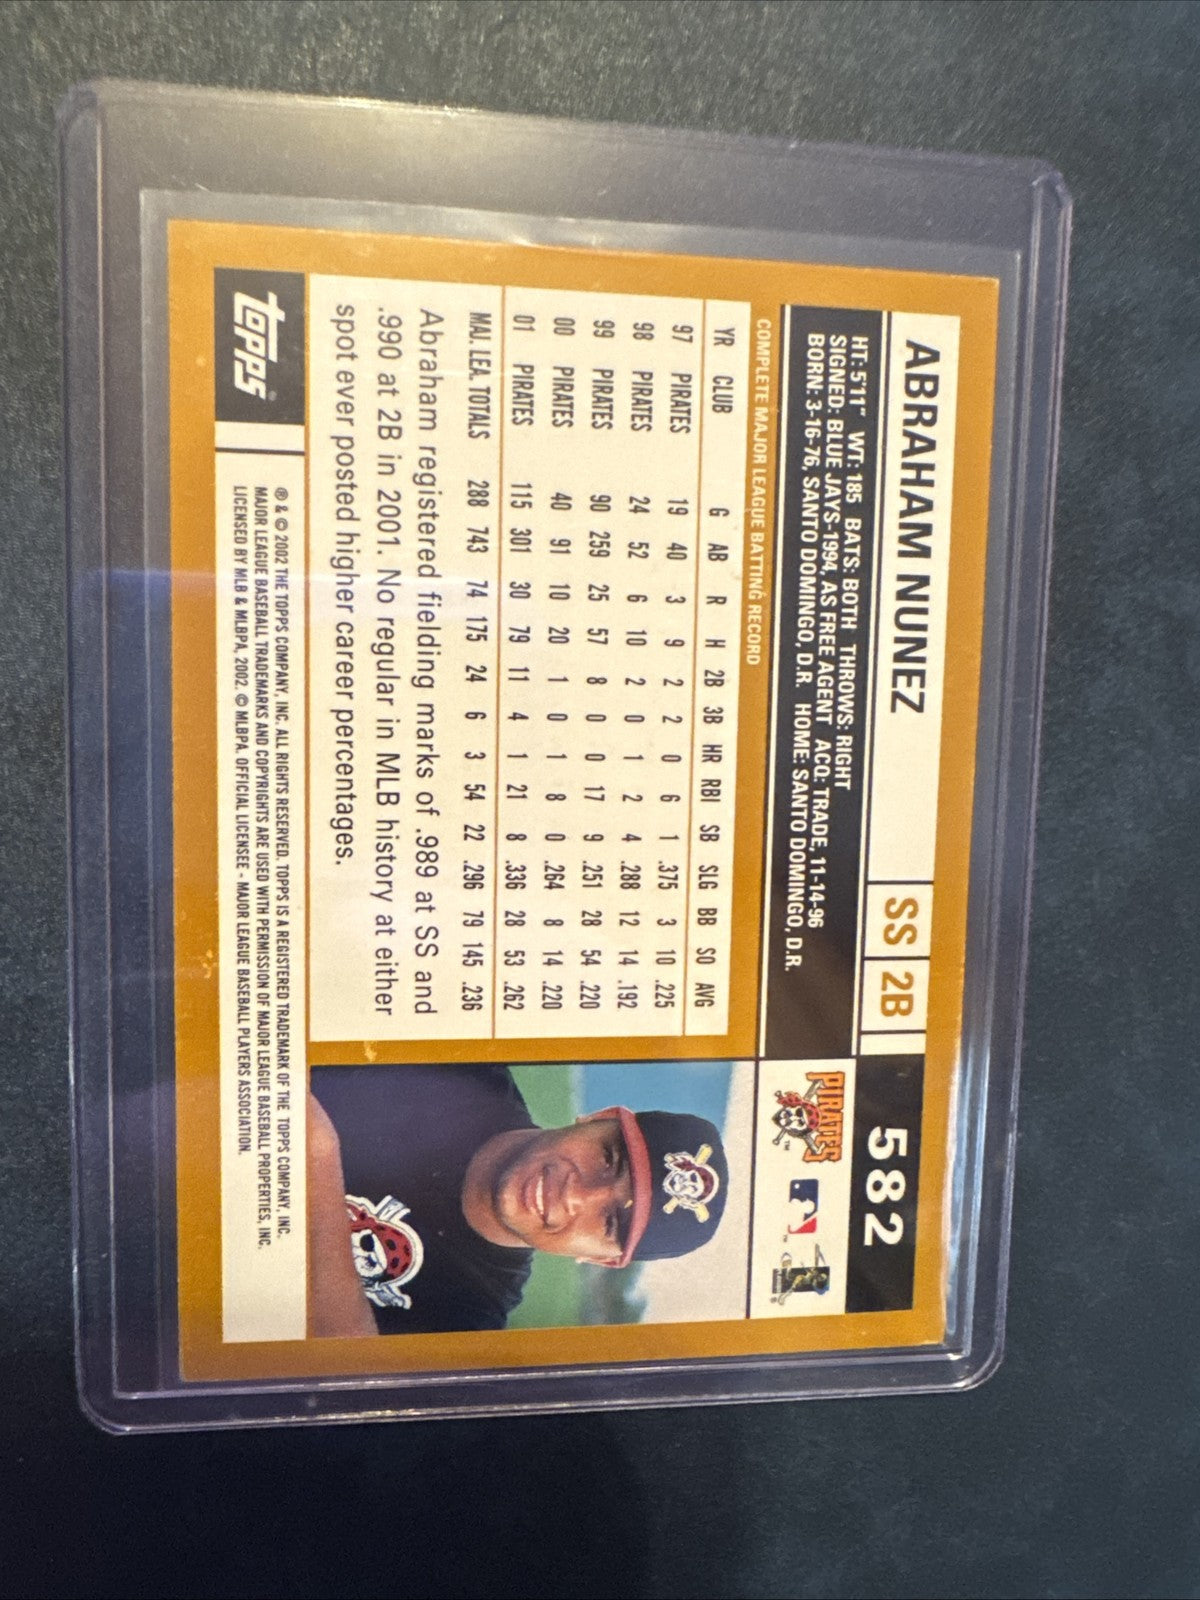 ABRAHAM NUNEZ SS 2B 582
HT: 5'11" WT: 185 BATS: BOTH THROWS: RIGHT
SIGNED: BLUE JAYS-1994, AS FREE AGENT ACQ: TRADE, 11-14-96
BORN: 3-16-76, SANTO DOMINGO, D.R. HOME: SANTO DOMINGO, D.R.
PIRATES
TM
COMPLETE MAJOR LEAGUE BATTING RECORD
YR CLUB G AB R H 2B 3B HR RBI SB SLG BB SO AVG
97 PIRATES 19 40 3 9 2 2 0 6 1 .375 3 10 .225
98 PIRATES 24 52 6 10 2 0 1 2 4 .288 12 14 .192
99 PIRATES 90 259 25 57 8 0 0 17 9 .251 28 54 .220
00 PIRATES 40 91 10 20 1 0 1 8 0 .264 8 14 .220
01 PIRATES 115 301 30 79 11 4 1 21 8 .336 28 53 .262
MAJ. LEA. TOTALS 288 743 74 175 24 6 3 54 22 .296 79 145 .236
Abraham registered fielding marks of .989 at SS and
.990 at 2B in 2001. No regular in MLB history at either
spot ever posted higher career percentages.
topps®
® & © 2002 THE TOPPS COMPANY, INC. ALL RIGHTS RESERVED. TOPPS IS A REGISTERED TRADEMARK OF THE TOPPS COMPANY, INC.
MAJOR LEAGUE BASEBALL TRADEMARKS AND COPYRIGHTS ARE USED WITH PERMISSION OF MAJOR LEAGUE BASEBALL PROPERTIES, INC.
LICENSED BY MLB & MLBPA, 2002. © MLBPA. OFFICIAL LICENSEE - MAJOR LEAGUE BASEBALL PLAYERS ASSOCIATION.